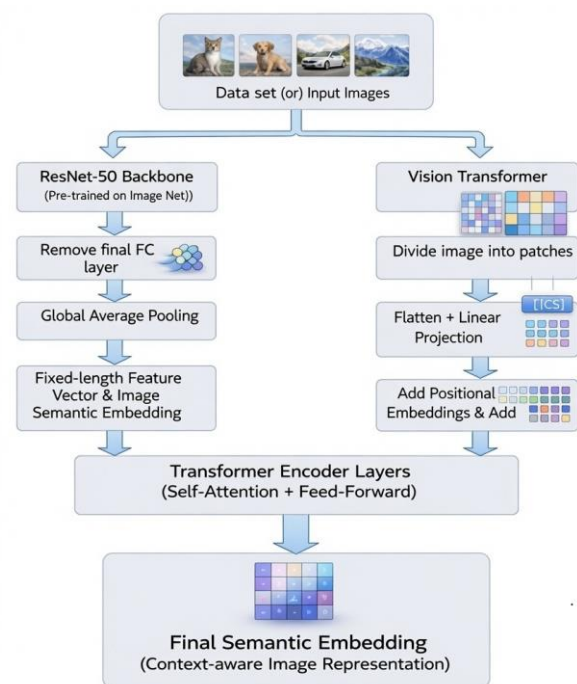 Data set (or) Input Images
ResNet-50 Backbone
(Pre-trained on Image Net))
Remove final FC
layer
Global Average Pooling
Fixed-length Feature
Vector & Image
Semantic Embedding
Vision Transformer
Divide image into patches
[ICS]
Flatten + Linear
Projection
Add Positional
Embeddings & Add
Transformer Encoder Layers
(Self-Attention + Feed-Forward)
Final Semantic Embedding
(Context-aware Image Representation)